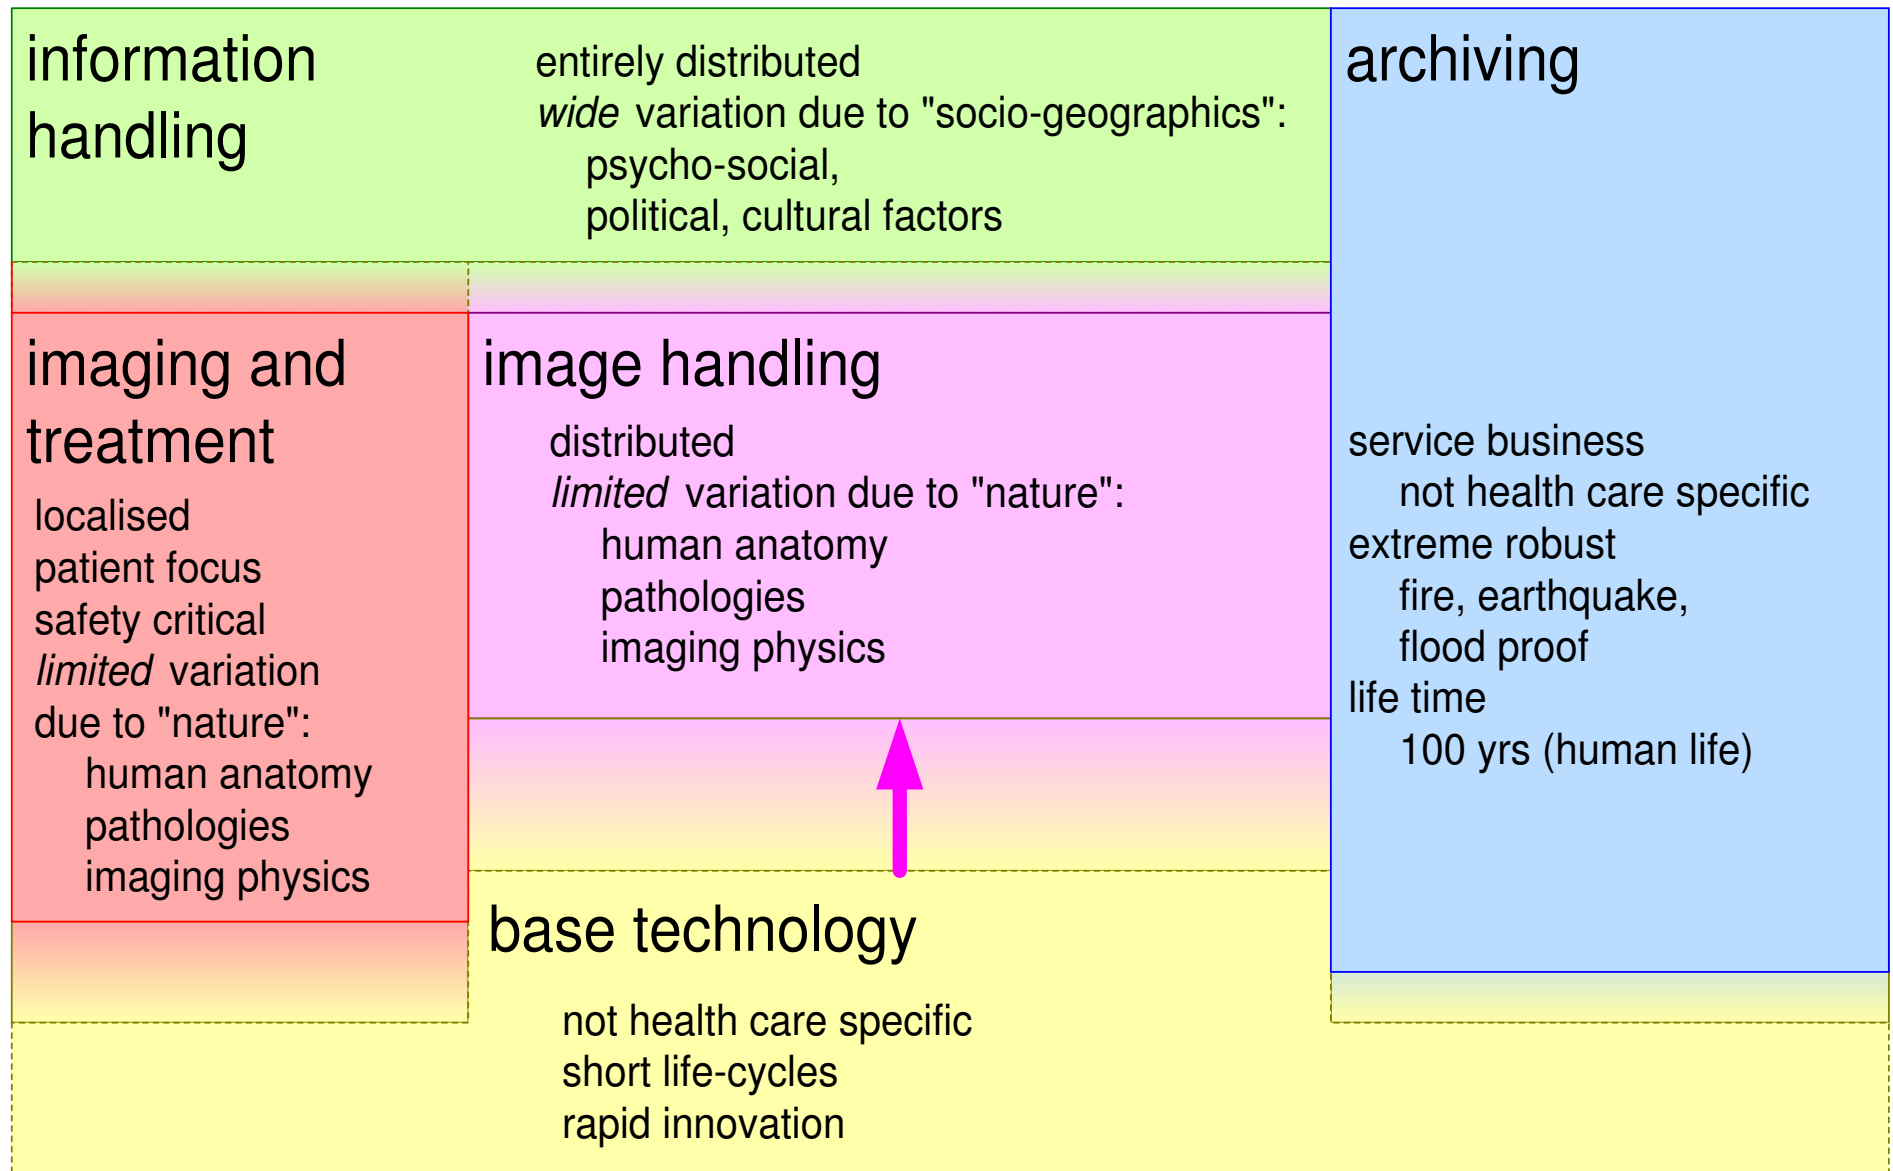 information
handling
entirely distributed
wide variation due to "socio-geographics":
psycho-social,
political, cultural factors
archiving
service business
not health care specific
extreme robust
fire, earthquake,
flood proof
life time
100 yrs (human life)
imaging and
treatment
localised
patient focus
safety critical
limited variation
due to "nature":
human anatomy
pathologies
imaging physics
image handling
distributed
limited variation due to "nature":
human anatomy
pathologies
imaging physics
base technology
not health care specific
short life-cycles
rapid innovation